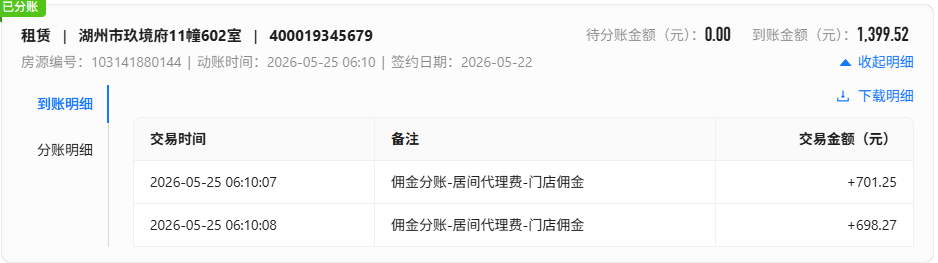 已分账
租赁 | 湖州市玖境府11幢602室 | 400019345679 待分账金额（元）：0.00 到账金额（元）：1,399.52
房源编号：103141880144 | 动账时间：2026-05-25 06:10 | 签约日期：2026-05-22 收起明细
到账明细 下载明细
分账明细
交易时间 备注 交易金额（元）
2026-05-25 06:10:07 佣金分账-居间代理费-门店佣金 +701.25
2026-05-25 06:10:08 佣金分账-居间代理费-门店佣金 +698.27